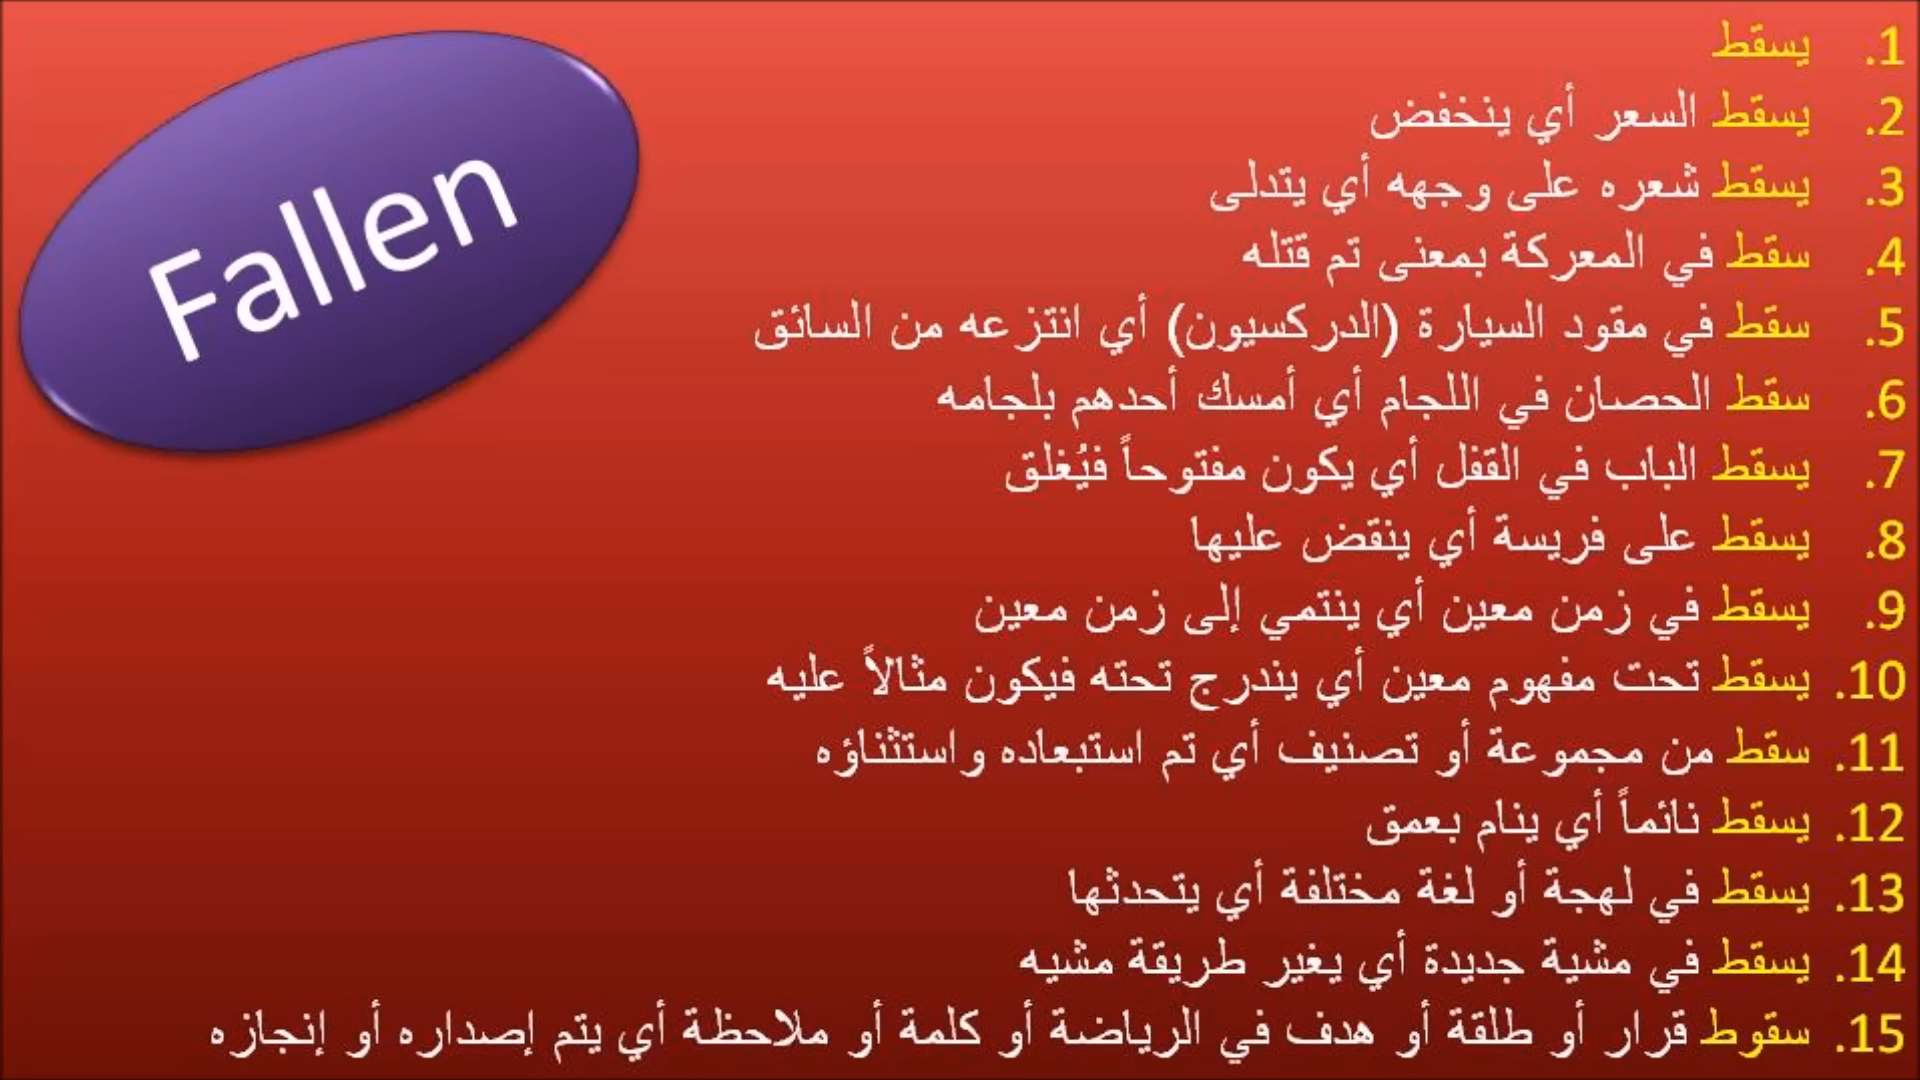 Fallen
1. يسقط
2. يسقط السعر أي ينخفض
3. يسقط شعره على وجهه أي يتدلى
4. سقط في المعركة بمعنى تم قتله
5. سقط في مقود السيارة (الدركسيون) أي انتزعه من السائق
6. سقط الحصان في اللجام أي أمسك أحدهم بلجامه
7. يسقط الباب في القفل أي يكون مفتوحاً فيُغلق
8. يسقط على فريسة أي ينقض عليها
9. يسقط في زمن معين أي ينتمي إلى زمن معين
10. يسقط تحت مفهوم معين أي يندرج تحته فيكون مثالاً عليه
11. سقط من مجموعة أو تصنيف أي تم استبعاده واستثناؤه
12. يسقط نائماً أي ينام بعمق
13. يسقط في لهجة أو لغة مختلفة أي يتحدثها
14. يسقط في مشية جديدة أي يغير طريقة مشيه
15. سقوط قرار أو طلقة أو هدف في الرياضة أو كلمة أو ملاحظة أي يتم إصداره أو إنجازه